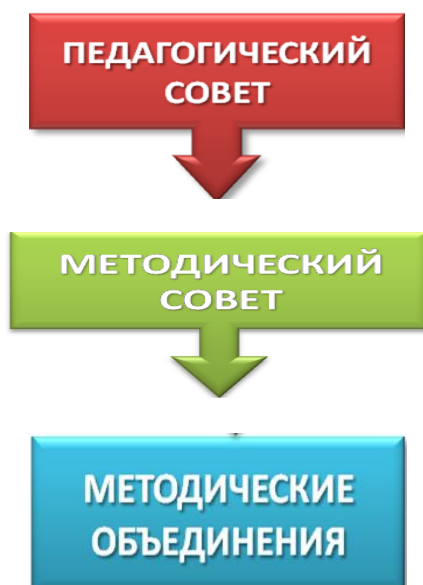 ПЕДАГОГИЧЕСКИЙ
СОВЕТ
МЕТОДИЧЕСКИЙ
СОВЕТ
МЕТОДИЧЕСКИЕ
ОБЪЕДИНЕНИЯ